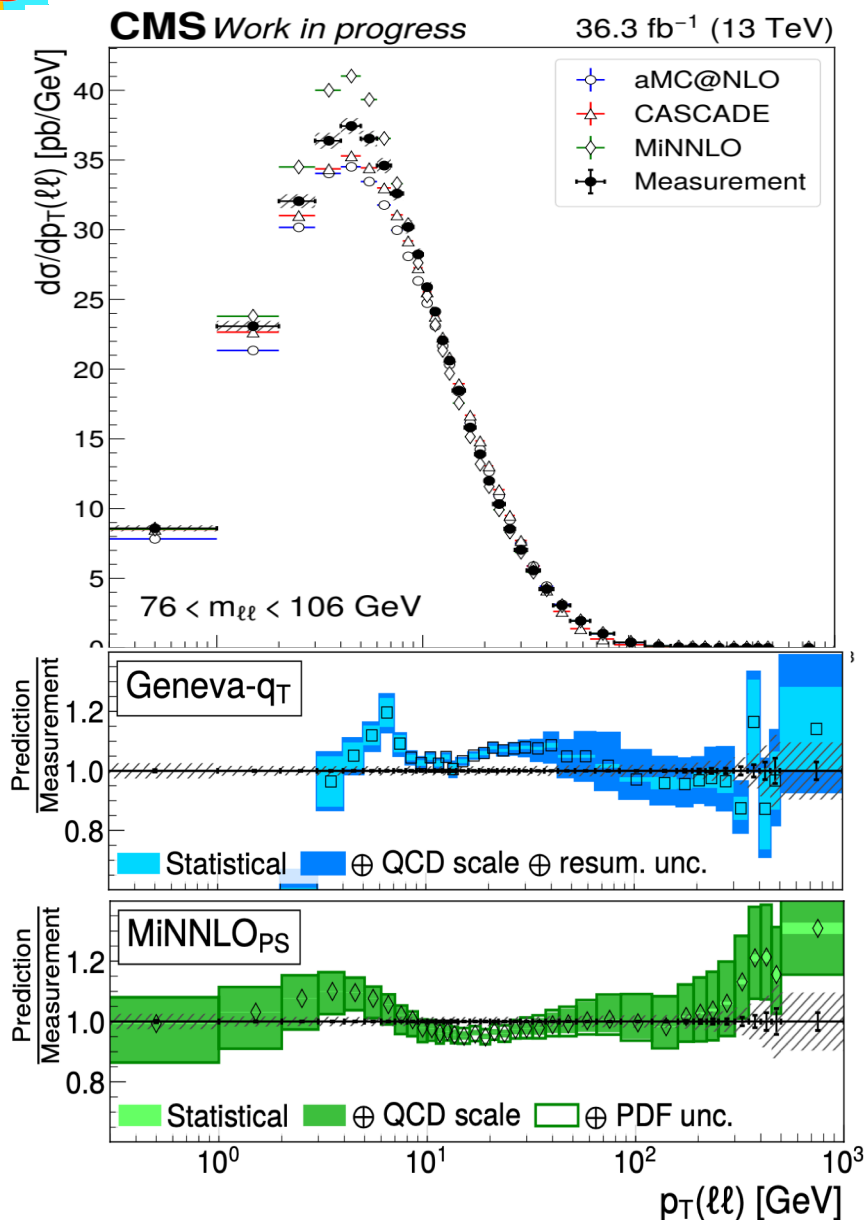 CMS Work in progress 36.3 fb⁻¹ (13 TeV)
dσ/dp_T(ℓℓ) [pb/GeV]
40
35
30
25
20
15
10
5
0
aMC@NLO
CASCADE
MiNNLO
Measurement
76 < m_ℓℓ < 106 GeV
Prediction
Measurement
1.2
1.0
0.8
Geneva-q_T
Statistical ⊕ QCD scale ⊕ resum. unc.
Prediction
Measurement
1.2
1.0
0.8
MiNNLO_PS
Statistical ⊕ QCD scale ⊕ PDF unc.
10⁰ 10¹ 10² 10³
p_T(ℓℓ) [GeV]